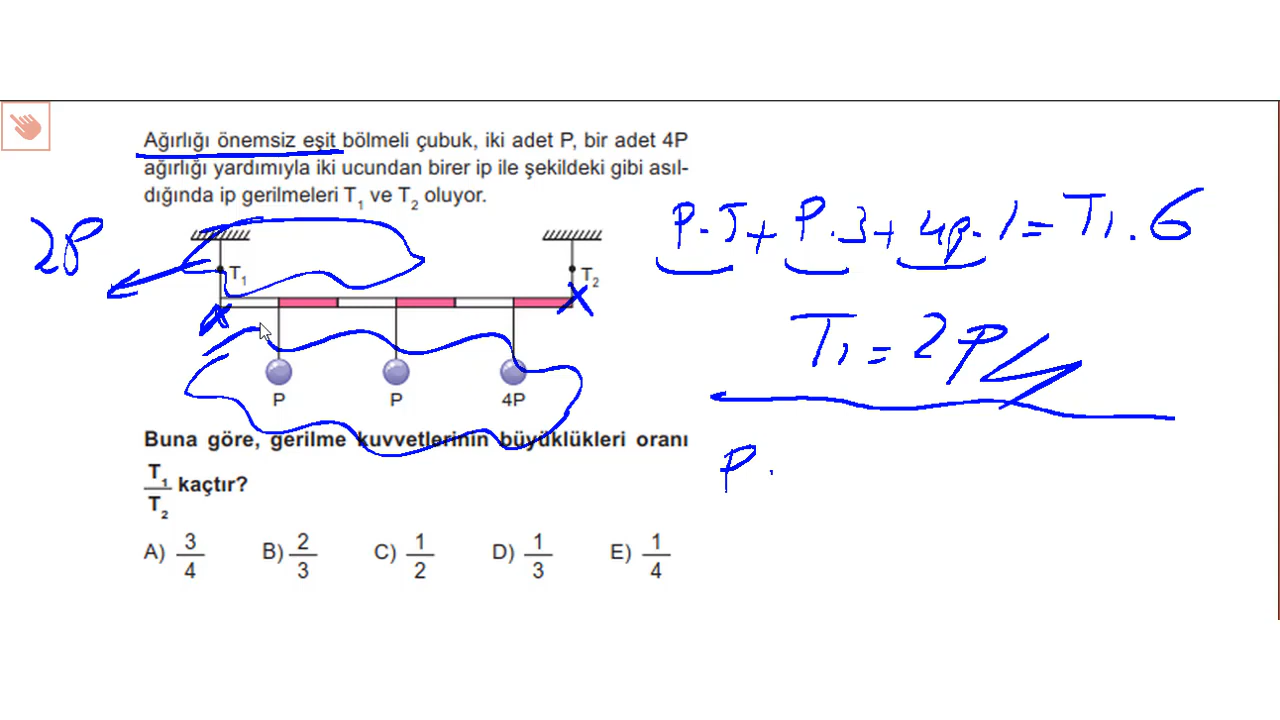 Ağırlığı önemsiz eşit bölmeli çubuk, iki adet P, bir adet 4P
ağırlığı yardımıyla iki ucundan birer ip ile şekildeki gibi asıl-
dığında ip gerilmeleri T₁ ve T₂ oluyor.
2P
T₁
T₂
x
X
P
P
4P
P.5 + P.3 + 4P.1 = T₁.6
T₁ = 2P
P.
Buna göre, gerilme kuvvetlerinin büyüklükleri oranı
T₁/T₂ kaçtır?
A) 3/4 B) 2/3 C) 1/2 D) 1/3 E) 1/4